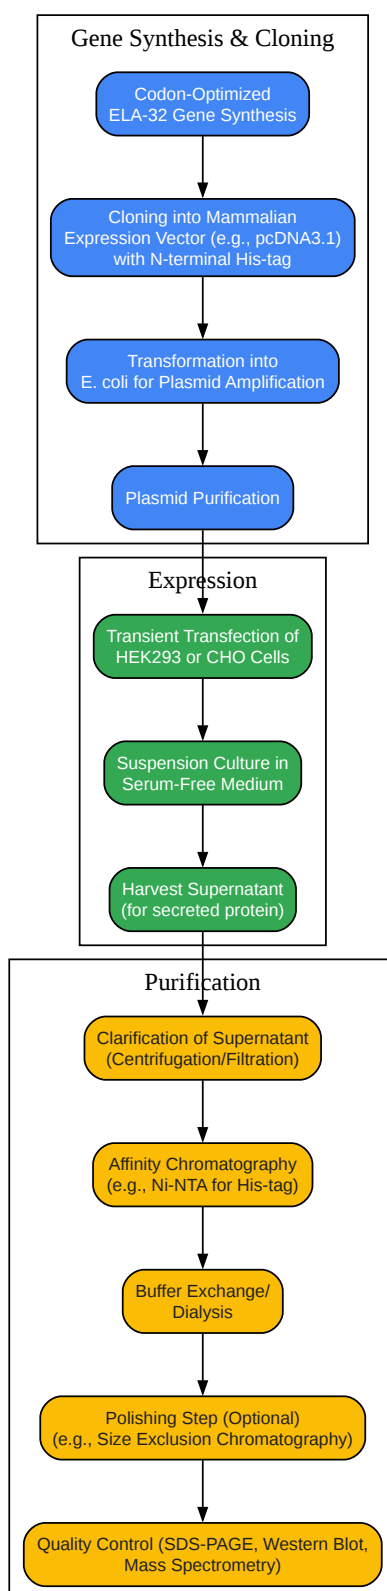 Gene Synthesis & Cloning
Codon-Optimized
ELA-32 Gene Synthesis
Cloning into Mammalian
Expression Vector (e.g., pcDNA3.1)
with N-terminal His-tag
Transformation into
E. coli for Plasmid Amplification
Plasmid Purification
Expression
Transient Transfection of
HEK293 or CHO Cells
Suspension Culture in
Serum-Free Medium
Harvest Supernatant
(for secreted protein)
Purification
Clarification of Supernatant
(Centrifugation/Filtration)
Affinity Chromatography
(e.g., Ni-NTA for His-tag)
Buffer Exchange/
Dialysis
Polishing Step (Optional)
(e.g., Size Exclusion Chromatography)
Quality Control (SDS-PAGE, Western Blot,
Mass Spectrometry)